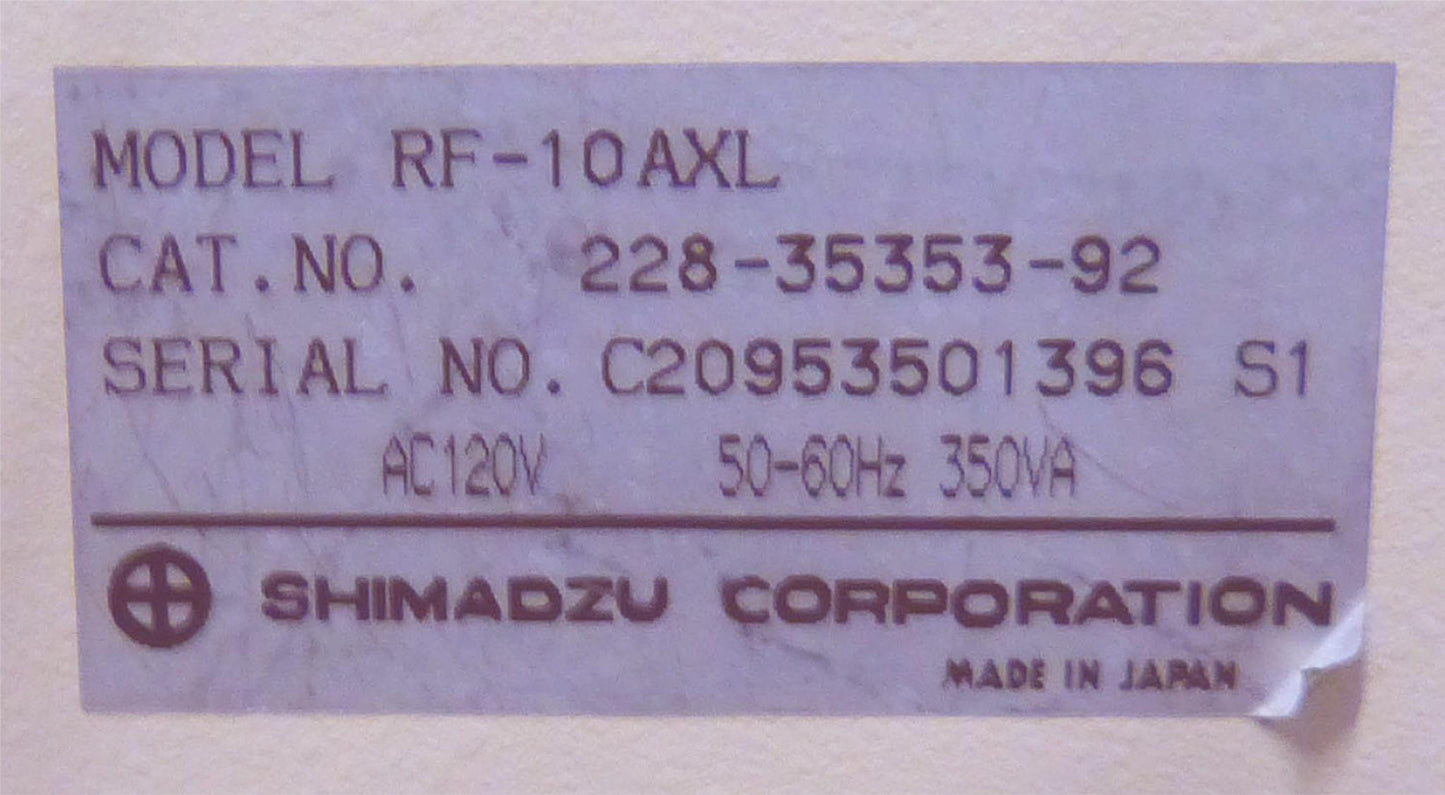 MODEL RF-10AXL
CAT.NO. 228-35353-92
SERIAL NO. C20953501396 S1
AC120V 50-60Hz 350VA
SHIMADZU CORPORATION
MADE IN JAPAN